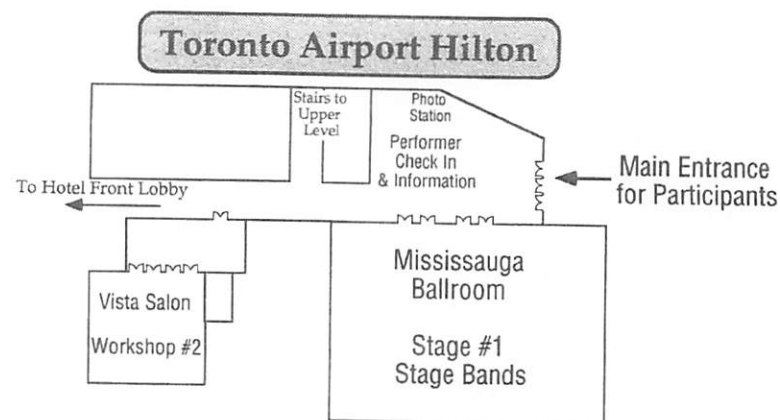 Toronto Airport Hilton
Stairs to
Upper
Level
Photo
Station
Performer
Check In
& Information
Main Entrance
for Participants
To Hotel Front Lobby
Mississauga
Ballroom
Stage #1
Stage Bands
Vista Salon
Workshop #2